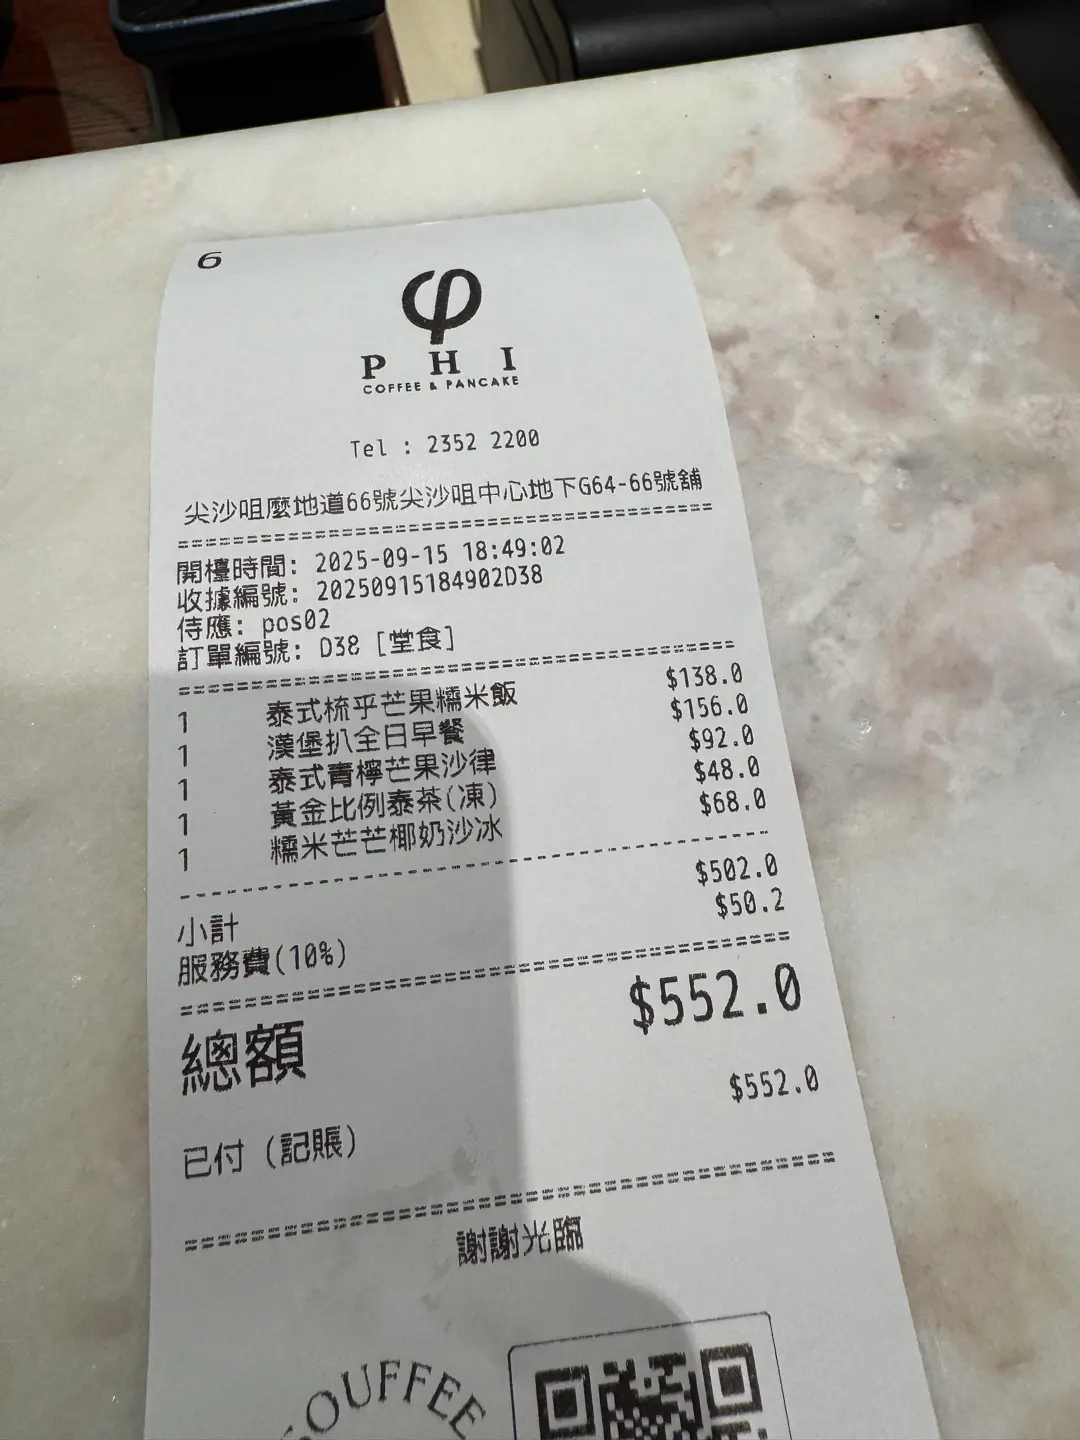 6
φ
P H I
COFFEE & PANCAKE
Tel : 2352 2200
尖沙咀麼地道66號尖沙咀中心地下G64-66號舖
開檯時間: 2025-09-15 18:49:02
收據編號: 20250915184902D38
侍應: pos02
訂單編號: D38 [堂食]
1 泰式梳乎芒果糯米飯 $138.0
1 漢堡扒全日早餐 $156.0
1 泰式青檸芒果沙律 $92.0
1 黃金比例泰茶(凍) $48.0
1 糯米芒芒椰奶沙冰 $68.0
小計 $502.0
服務費(10%) $50.2
總額 $552.0
已付 (記賬) $552.0
謝謝光臨
SOUFFEE